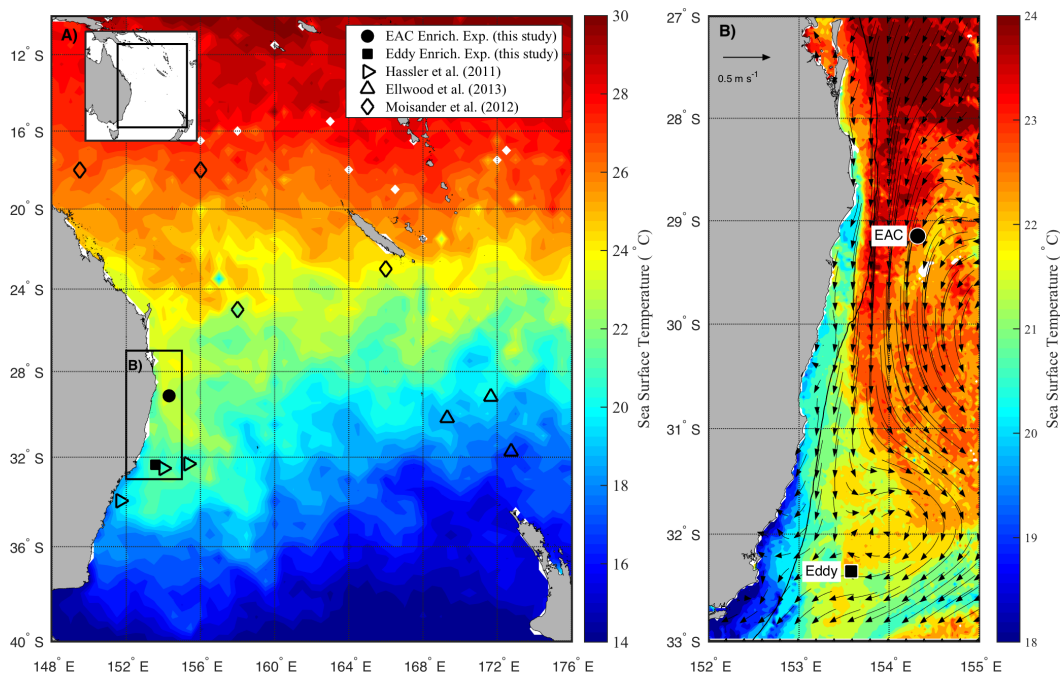 A)
EAC Enrich. Exp. (this study)
Eddy Enrich. Exp. (this study)
Hassler et al. (2011)
Ellwood et al. (2013)
Moisander et al. (2012)
B)
12° S
16° S
20° S
24° S
28° S
32° S
36° S
40° S
148° E
152° E
156° E
160° E
164° E
168° E
172° E
176° E
30
28
26
24
22
20
18
16
14
Sea Surface Temperature (°C)
B)
0.5 m s⁻¹
EAC
Eddy
27° S
28° S
29° S
30° S
31° S
32° S
33° S
152° E
153° E
154° E
155° E
24
23
22
21
20
19
18
Sea Surface Temperature (°C)